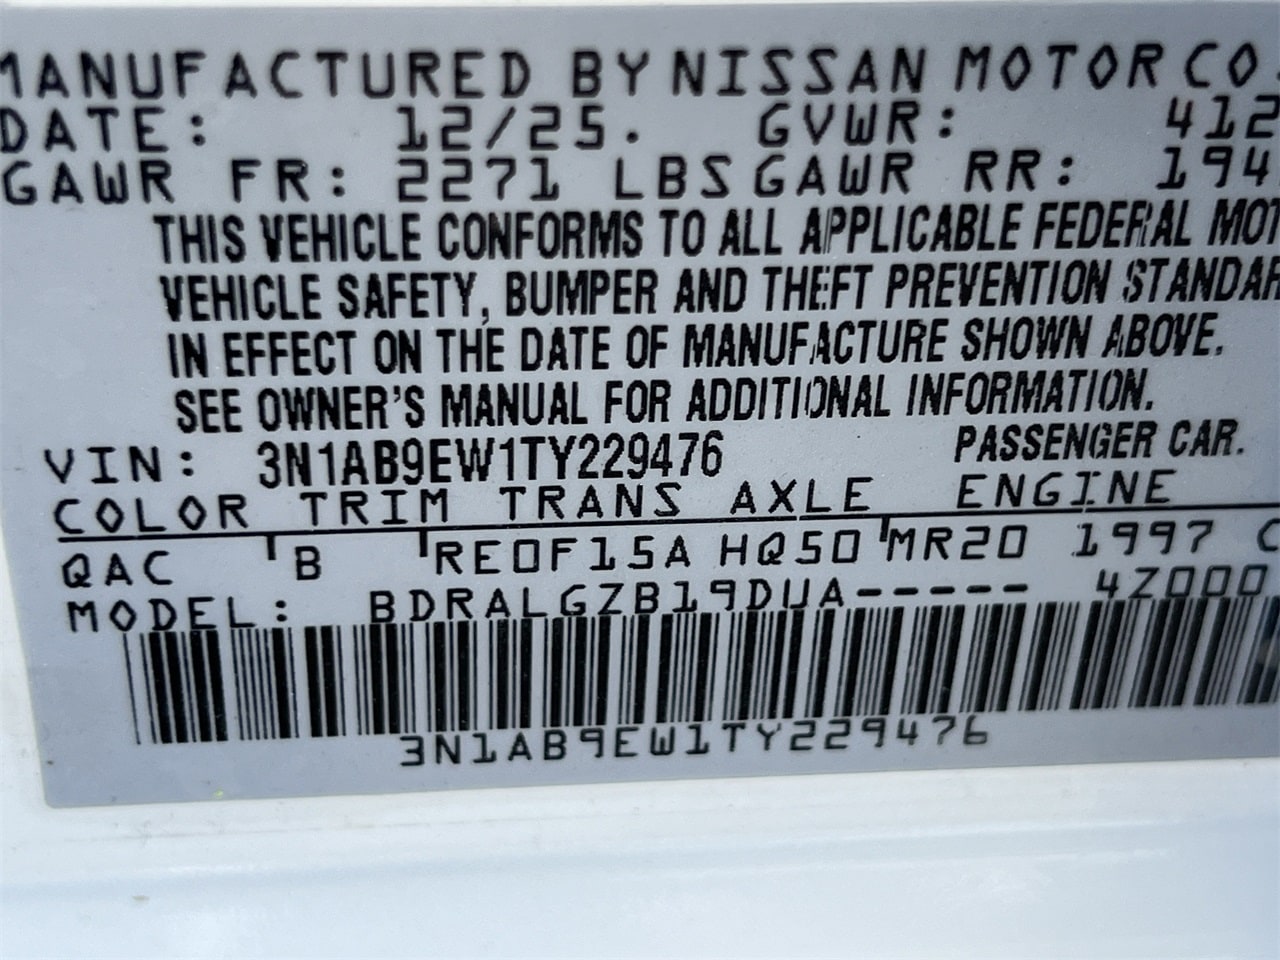 MANUFACTURED BY NISSAN MOTOR CO.
DATE: 12/25. GVWR: 412
GAWR FR: 2271 LBS GAWR RR: 194
THIS VEHICLE CONFORMS TO ALL APPLICABLE FEDERAL MOT
VEHICLE SAFETY, BUMPER AND THEFT PREVENTION STANDAR
IN EFFECT ON THE DATE OF MANUFACTURE SHOWN ABOVE.
SEE OWNER'S MANUAL FOR ADDITIONAL INFORMATION.
VIN: 3N1AB9EW1TY229476 PASSENGER CAR.
COLOR TRIM TRANS AXLE ENGINE
QAC B RE0F15A HQ50 MR20 1997 C
MODEL: BDRALGZB19DUA----- 4Z000
3N1AB9EW1TY229476